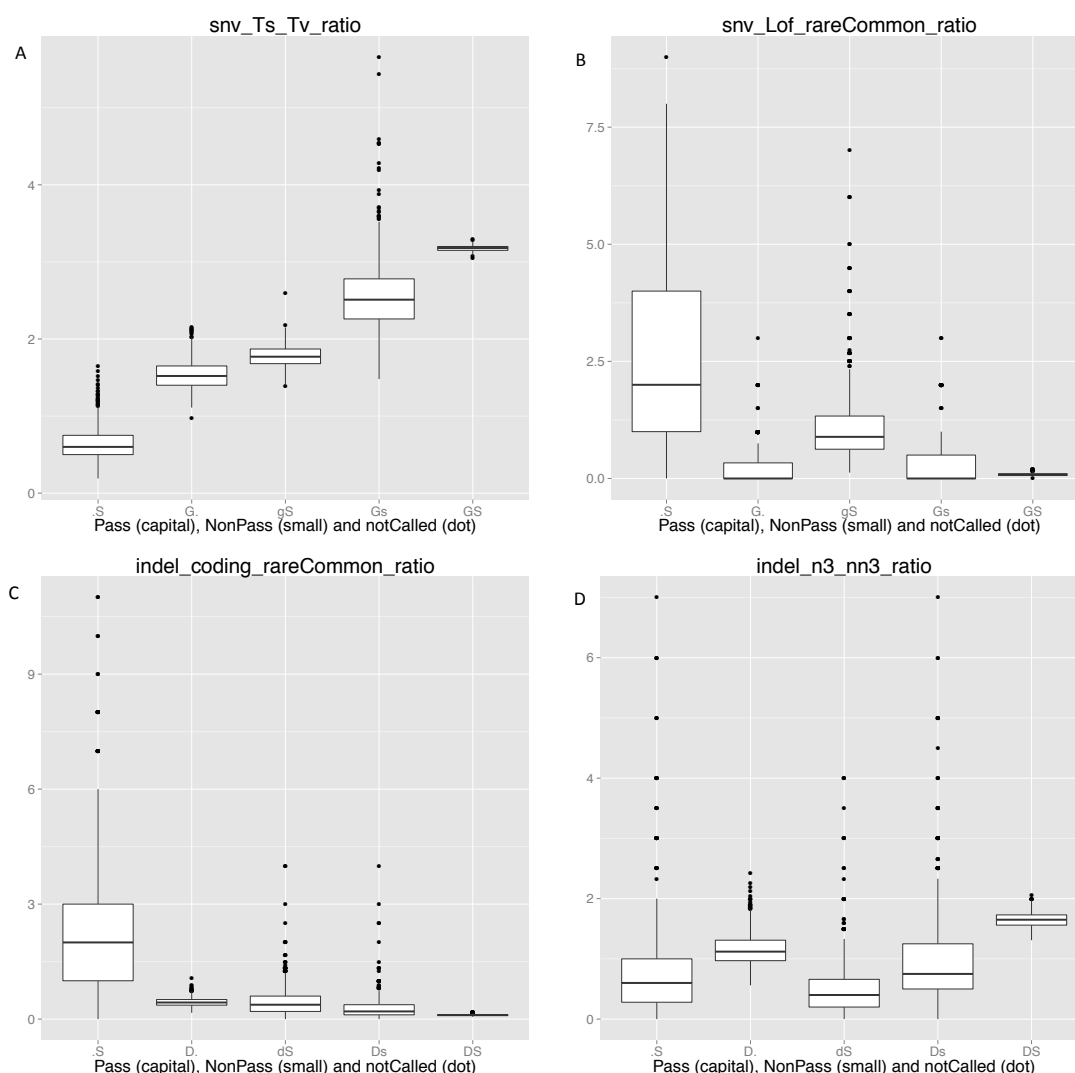 snv_Ts_Tv_ratio
A
4
2
0
.S G. gS Gs GS
Pass (capital), NonPass (small) and notCalled (dot)
snv_Lof_rareCommon_ratio
B
7.5
5.0
2.5
0.0
.S G. gS Gs GS
Pass (capital), NonPass (small) and notCalled (dot)
indel_coding_rareCommon_ratio
C
9
6
3
0
.S D. dS Ds DS
Pass (capital), NonPass (small) and notCalled (dot)
indel_n3_nn3_ratio
D
6
4
2
0
.S D. dS Ds DS
Pass (capital), NonPass (small) and notCalled (dot)